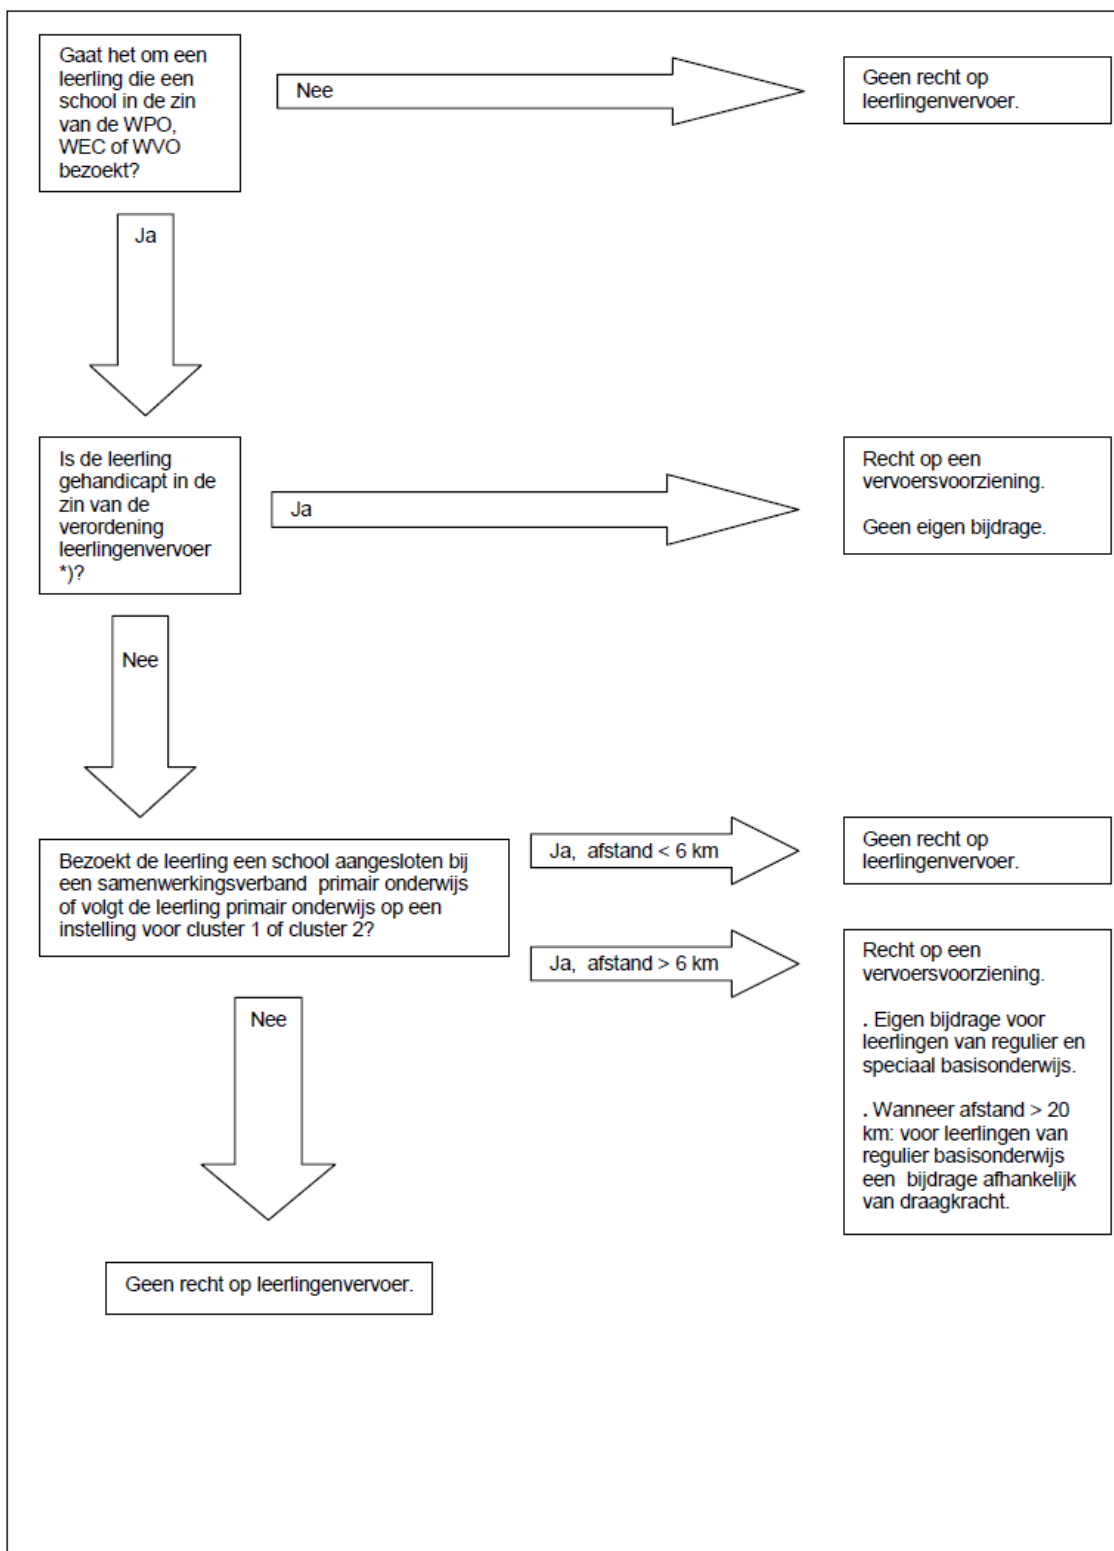 Gaat het om een
leerling die een
school in de zin
van de WPO,
WEC of WVO
bezoekt?
Nee
Geen recht op
leerlingenvervoer.
Ja
Is de leerling
gehandicapt in de
zin van de
verordening
leerlingenvervoer
*)?
Ja
Recht op een
vervoersvoorziening.
Geen eigen bijdrage.
Nee
Bezoekt de leerling een school aangesloten bij
een samenwerkingsverband primair onderwijs
of volgt de leerling primair onderwijs op een
instelling voor cluster 1 of cluster 2?
Ja, afstand < 6 km
Geen recht op
leerlingenvervoer.
Ja, afstand > 6 km
Recht op een
vervoersvoorziening.
. Eigen bijdrage voor
leerlingen van regulier en
speciaal basisonderwijs.
. Wanneer afstand > 20
km: voor leerlingen van
regulier basisonderwijs
een bijdrage afhankelijk
van draagkracht.
Nee
Geen recht op leerlingenvervoer.